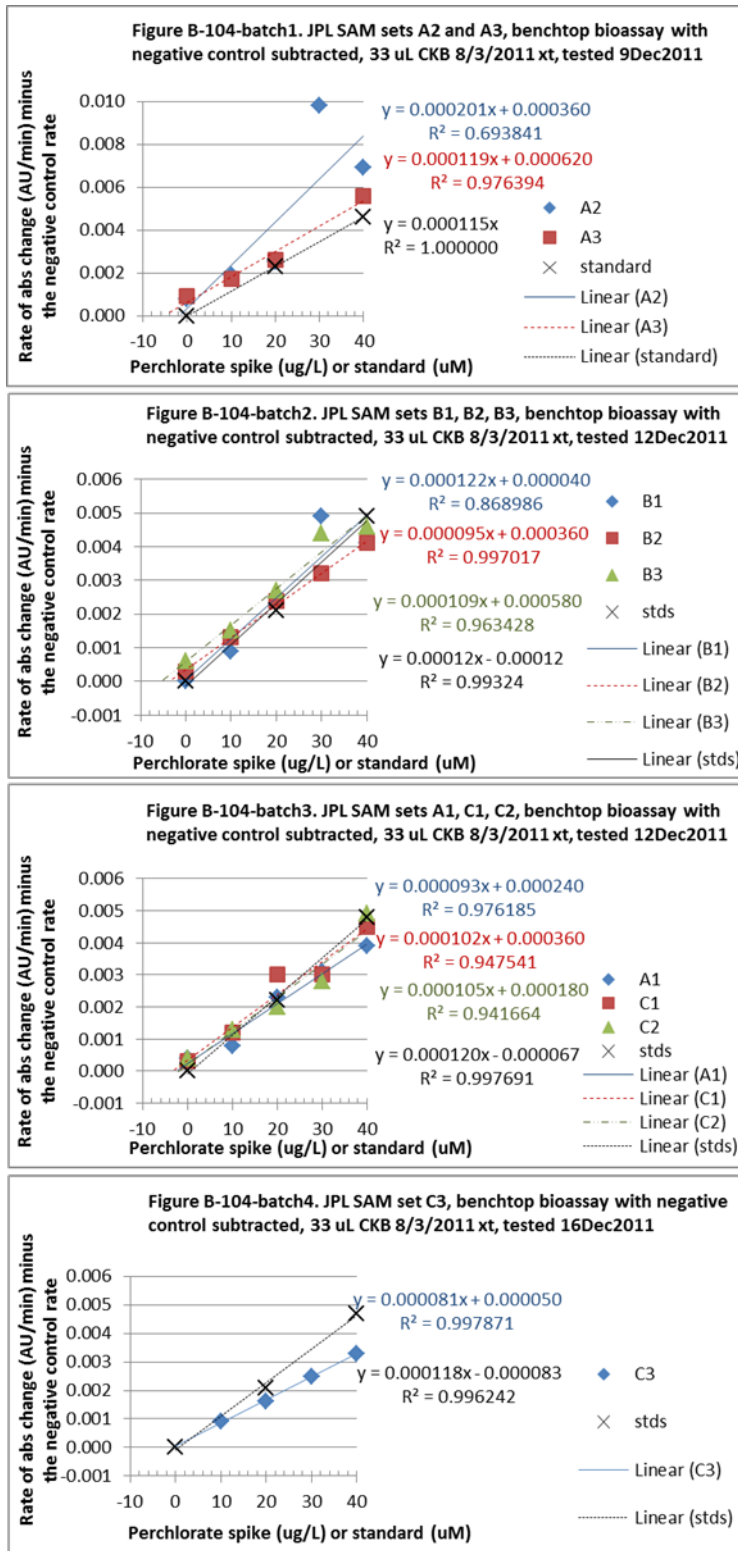 Figure B-104-batch1. JPL SAM sets A2 and A3, benchtop bioassay with
negative control subtracted, 33 uL CKB 8/3/2011 xt, tested 9Dec2011
Rate of abs change (AU/min) minus
the negative control rate
0.010
0.008
0.006
0.004
0.002
0.000
-10
0
10
20
30
40
Perchlorate spike (ug/L) or standard (uM)
y = 0.000201x + 0.000360
R² = 0.693841
y = 0.000119x + 0.000620
R² = 0.976394
y = 0.000115x
R² = 1.000000
A2
A3
standard
Linear (A2)
Linear (A3)
Linear (standard)
Figure B-104-batch2. JPL SAM sets B1, B2, B3, benchtop bioassay with
negative control subtracted, 33 uL CKB 8/3/2011 xt, tested 12Dec2011
Rate of abs change (AU/min) minus
the negative control rate
0.006
0.005
0.004
0.003
0.002
0.001
0.000
-0.001
-10
0
10
20
30
40
Perchlorate spike (ug/L) or standard (uM)
y = 0.000122x + 0.000040
R² = 0.868986
y = 0.000095x + 0.000360
R² = 0.997017
y = 0.000109x + 0.000580
R² = 0.963428
y = 0.00012x - 0.00012
R² = 0.99324
B1
B2
B3
stds
Linear (B1)
Linear (B2)
Linear (B3)
Linear (stds)
Figure B-104-batch3. JPL SAM sets A1, C1, C2, benchtop bioassay with
negative control subtracted, 33 uL CKB 8/3/2011 xt, tested 12Dec2011
Rate of abs change (AU/min) minus
the negative control rate
0.006
0.005
0.004
0.003
0.002
0.001
0.000
-0.001
-10
0
10
20
30
40
Perchlorate spike (ug/L) or standard (uM)
y = 0.000093x + 0.000240
R² = 0.976185
y = 0.000102x + 0.000360
R² = 0.947541
y = 0.000105x + 0.000180
R² = 0.941664
y = 0.000120x - 0.000067
R² = 0.997691
A1
C1
C2
stds
Linear (A1)
Linear (C1)
Linear (C2)
Linear (stds)
Figure B-104-batch4. JPL SAM set C3, benchtop bioassay with negative
control subtracted, 33 uL CKB 8/3/2011 xt, tested 16Dec2011
Rate of abs change (AU/min) minus
the negative control rate
0.006
0.005
0.004
0.003
0.002
0.001
0.000
-0.001
-10
0
10
20
30
40
Perchlorate spike (ug/L) or standard (uM)
y = 0.000081x + 0.000050
R² = 0.997871
y = 0.000118x - 0.000083
R² = 0.996242
C3
stds
Linear (C3)
Linear (stds)